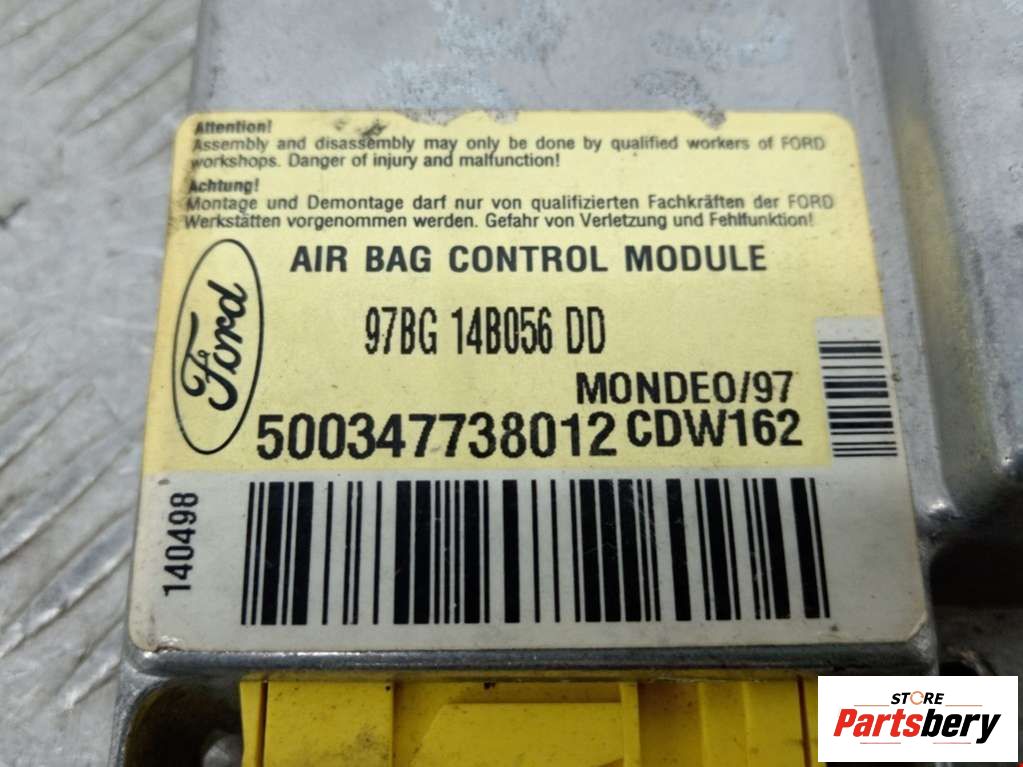 Attention!
Assembly and disassembly may only be done by qualified workers of FORD
workshops. Danger of injury and malfunction!
Achtung!
Montage und Demontage darf nur von qualifizierten Fachkräften der FORD
Werkstätten vorgenommen werden. Gefahr von Verletzung und Fehlfunktion!
Ford
AIR BAG CONTROL MODULE
97BG 14B056 DD
MONDEO/97
500347738012 CDW162
140498
STORE
Partsbery